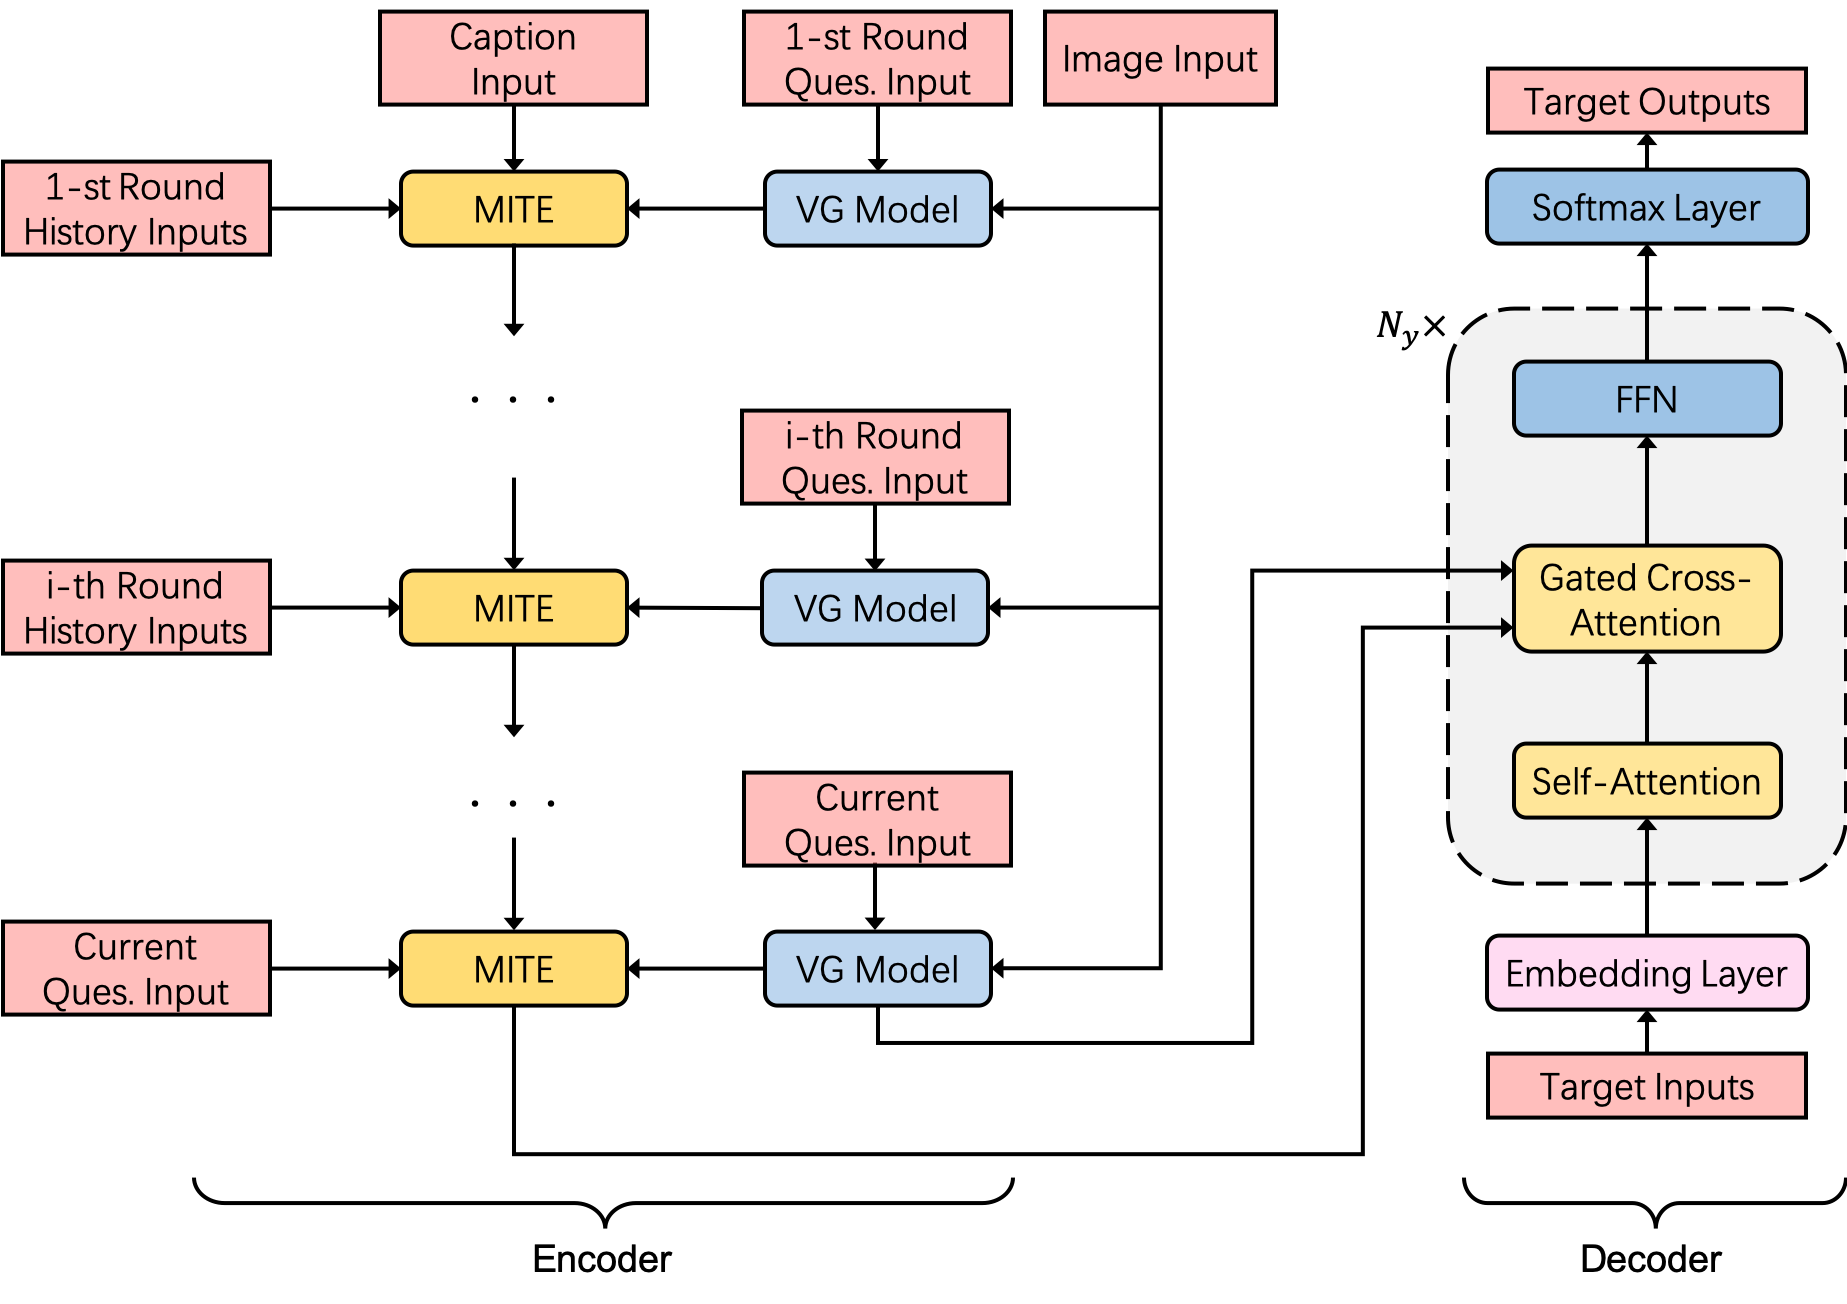 Caption
Input
1-st Round
Ques. Input
Image Input
1-st Round
History Inputs
MITE
VG Model
. . .
i-th Round
Ques. Input
i-th Round
History Inputs
MITE
VG Model
. . .
Current
Ques. Input
Current
Ques. Input
MITE
VG Model
Encoder
Target Outputs
Softmax Layer
N_y×
FFN
Gated Cross-
Attention
Self-Attention
Embedding Layer
Target Inputs
Decoder